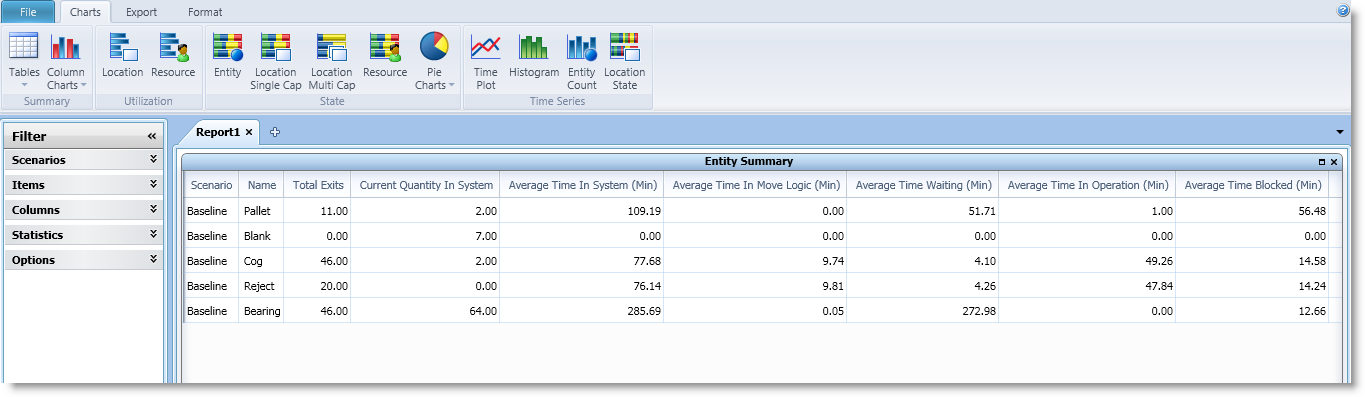 File Charts Export Format
Tables Column Charts Location Resource Entity Location Single Cap Location Multi Cap Resource Pie Charts Time Plot Histogram Entity Count Location State
Summary Utilization State Time Series
Filter
Scenarios
Items
Columns
Statistics
Options
Report1
Entity Summary
Scenario Name Total Exits Current Quantity In System Average Time In System (Min) Average Time In Move Logic (Min) Average Time Waiting (Min) Average Time In Operation (Min) Average Time Blocked (Min)
Baseline Pallet 11.00 2.00 109.19 0.00 51.71 1.00 56.48
Baseline Blank 0.00 7.00 0.00 0.00 0.00 0.00 0.00
Baseline Cog 46.00 2.00 77.68 9.74 4.10 49.26 14.58
Baseline Reject 20.00 0.00 76.14 9.81 4.26 47.84 14.24
Baseline Bearing 46.00 64.00 285.69 0.05 272.98 0.00 12.66